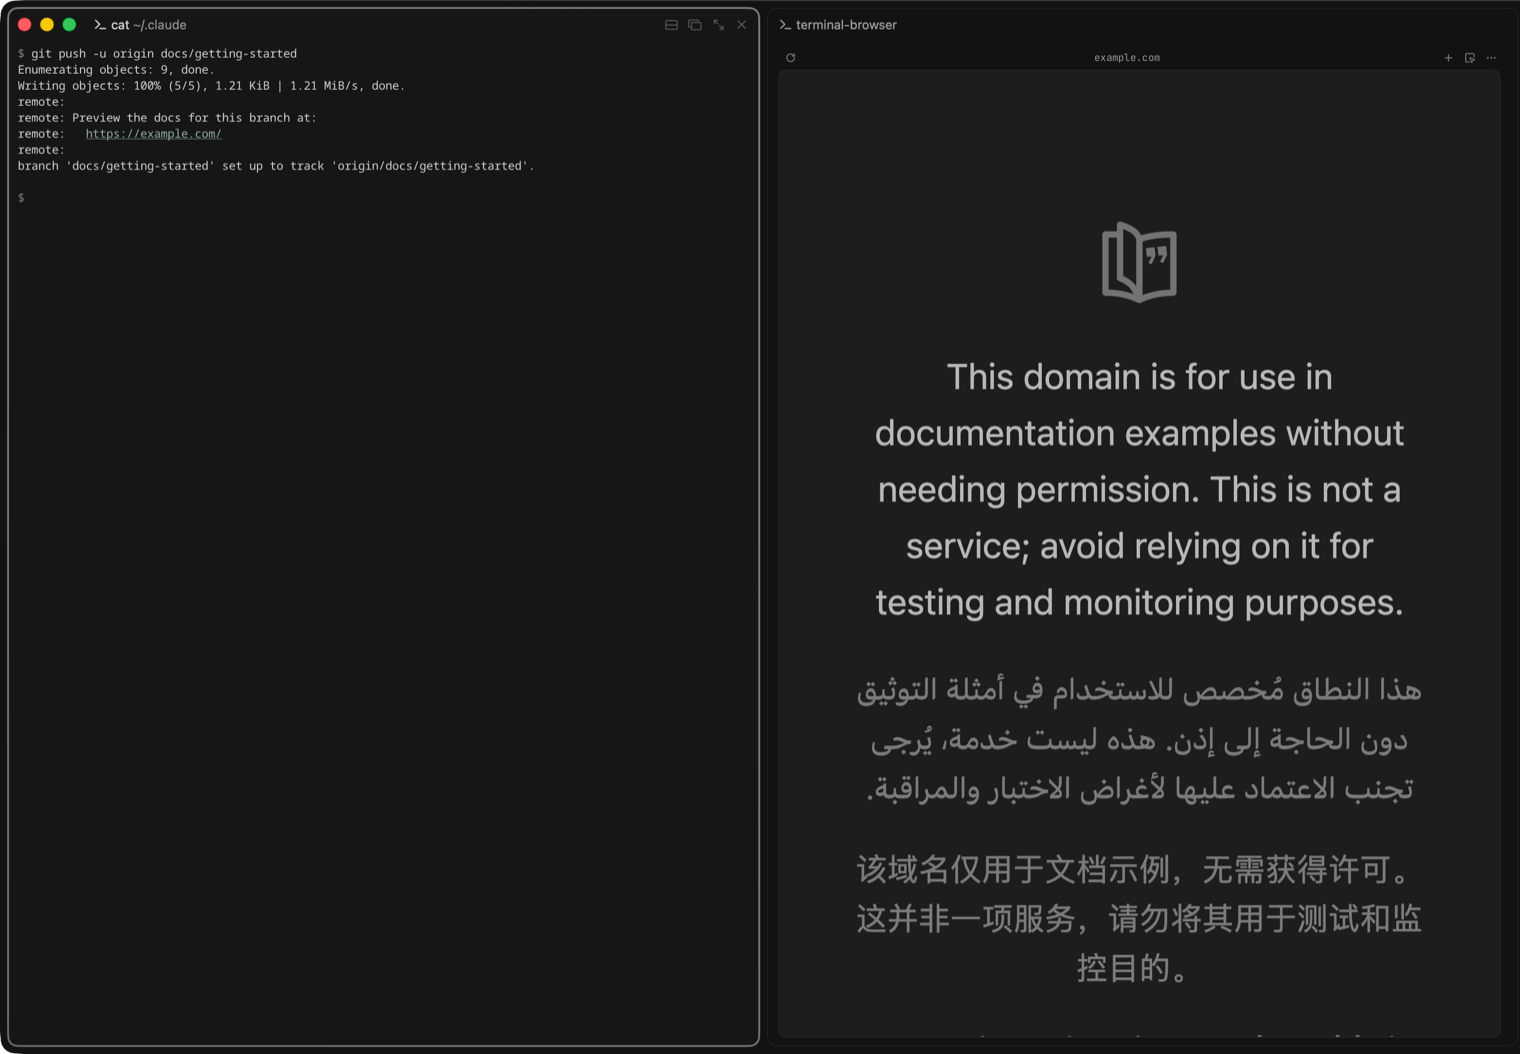 cat ~/.claude
$ git push -u origin docs/getting-started
Enumerating objects: 9, done.
Writing objects: 100% (5/5), 1.21 KiB | 1.21 MiB/s, done.
remote:
remote: Preview the docs for this branch at:
remote:   https://example.com/
remote:
branch 'docs/getting-started' set up to track 'origin/docs/getting-started'.
$
terminal-browser
example.com
This domain is for use in
documentation examples without
needing permission. This is not a
service; avoid relying on it for
testing and monitoring purposes.
هذا النطاق مُخصص للاستخدام في أمثلة التوثيق
دون الحاجة إلى إذن. هذه ليست خدمة، يُرجى
تجنب الاعتماد عليها لأغراض الاختبار والمراقبة.
该域名仅用于文档示例，无需获得许可。
这并非一项服务，请勿将其用于测试和监
控目的。